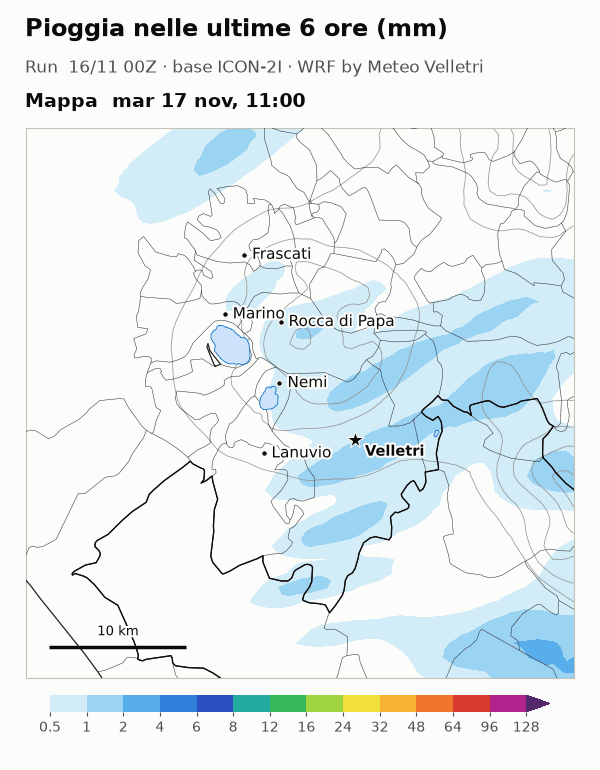 Pioggia nelle ultime 6 ore (mm)
Run  16/11 00Z · base ICON-2I · WRF by Meteo Velletri
Mappa  mar 17 nov, 11:00
Frascati
Marino
Rocca di Papa
Nemi
Velletri
Lanuvio
10 km
0.5 1 2 4 6 8 12 16 24 32 48 64 96 128